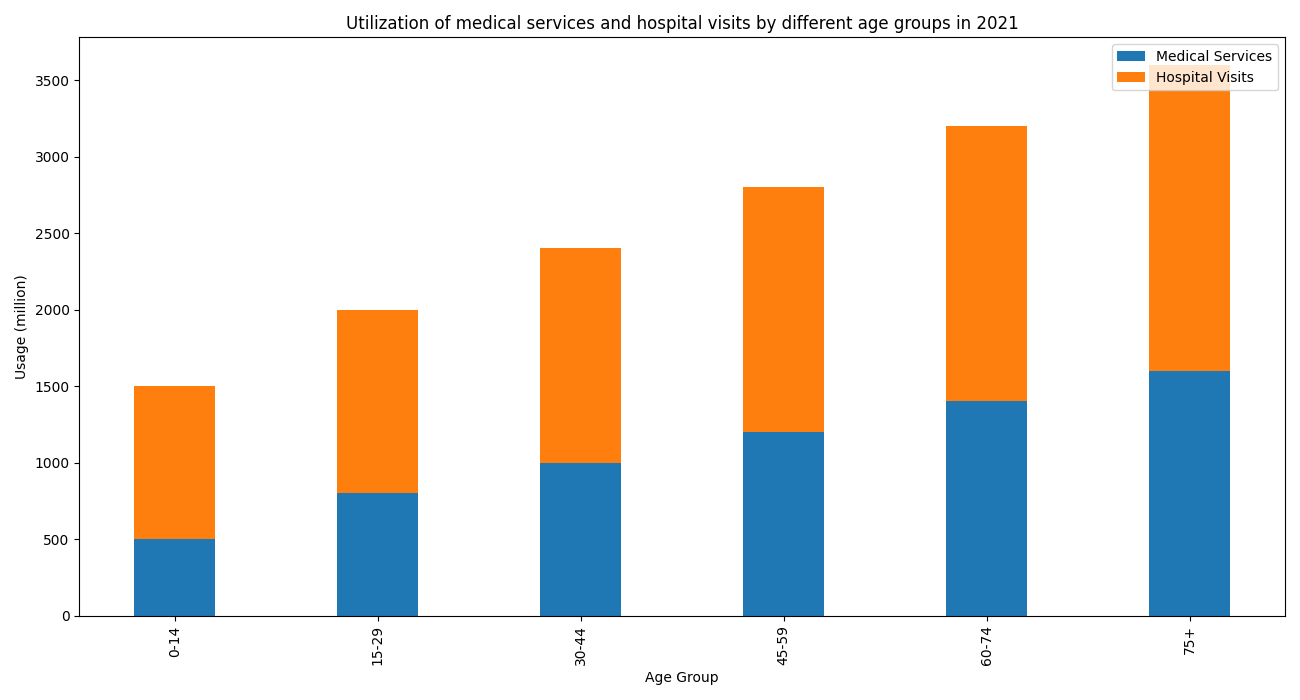 Utilization of medical services and hospital visits by different age groups in 2021
Medical Services
Hospital Visits
Usage (million)
3500
3000
2500
2000
1500
1000
500
0
0-14
15-29
30-44
45-59
60-74
75+
Age Group